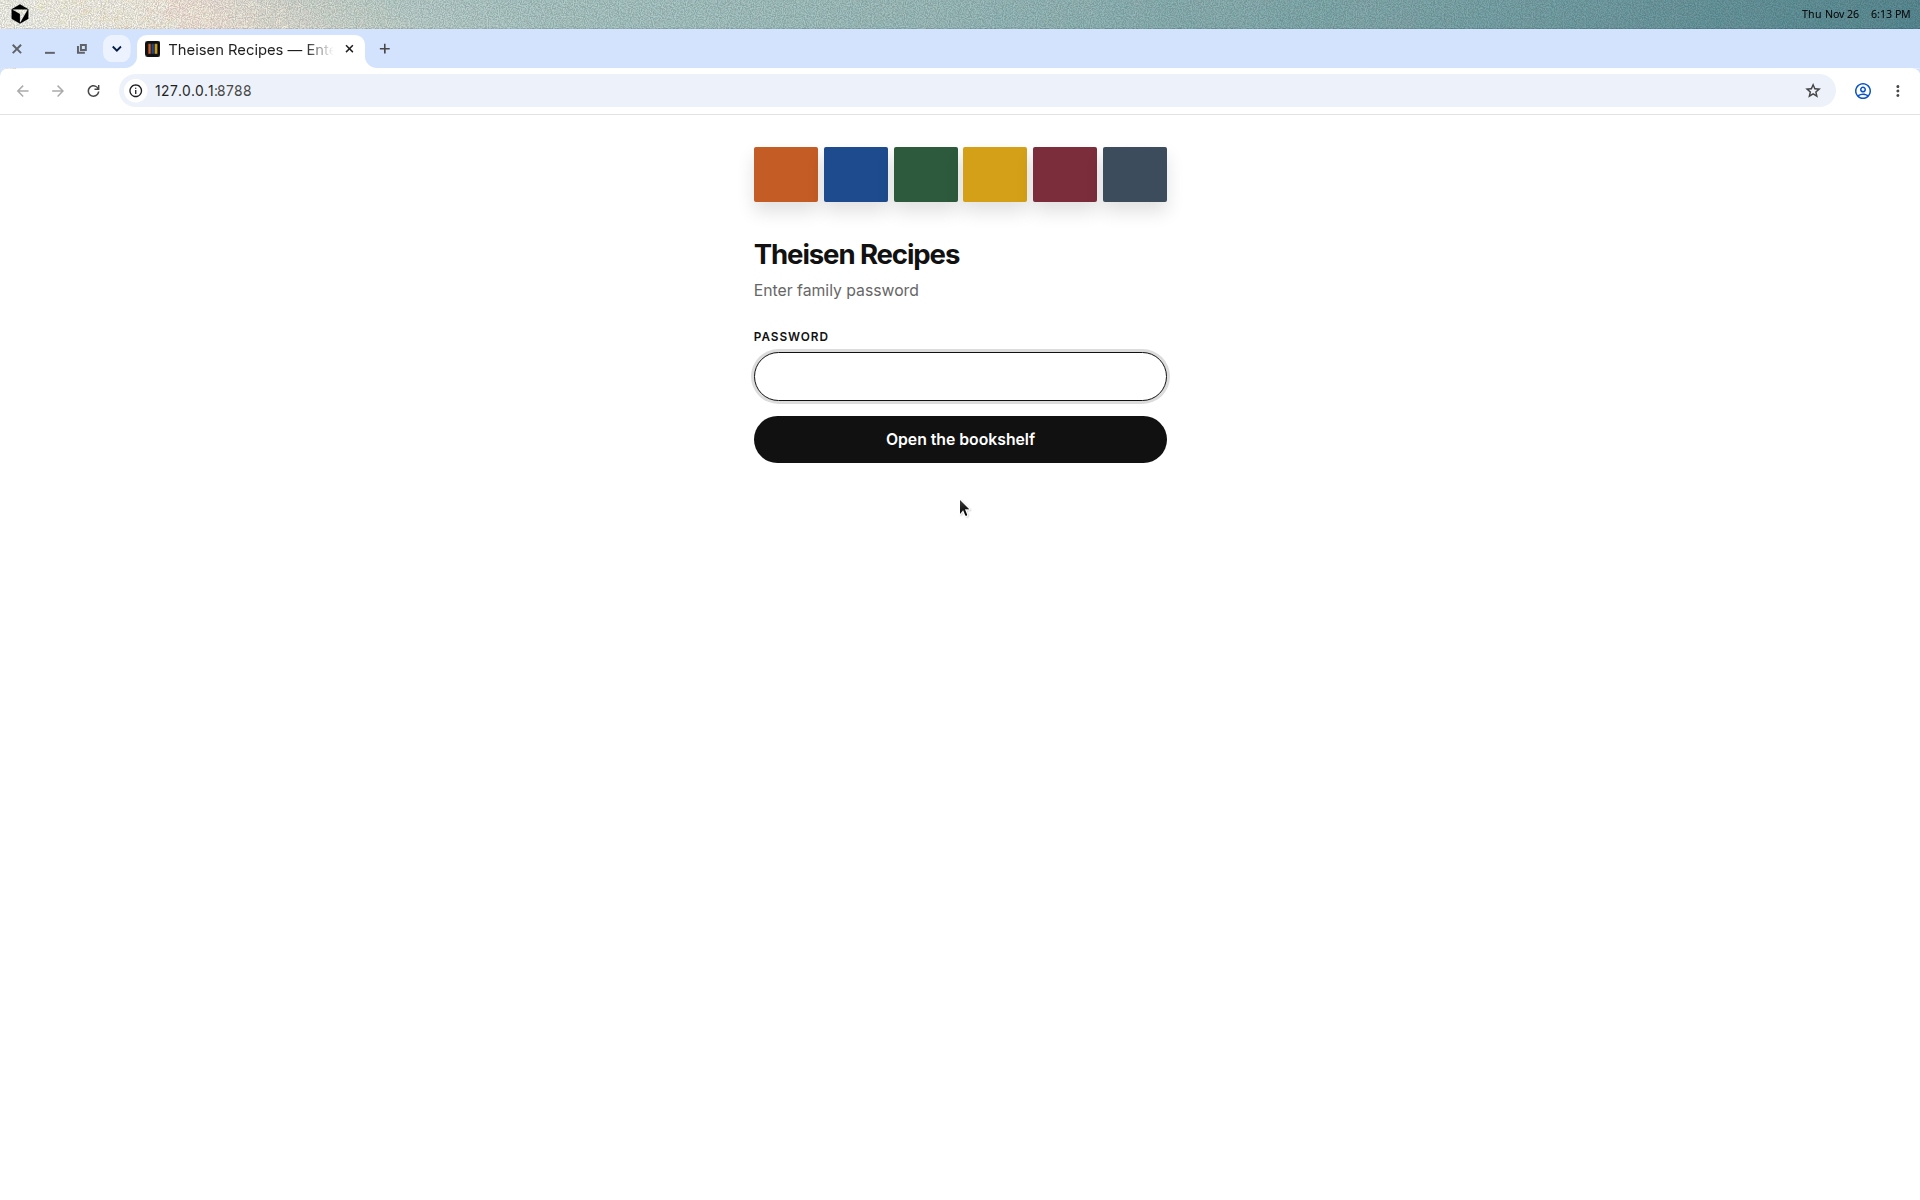 Thu Nov 26 6:13 PM
Theisen Recipes — Ente
127.0.0.1:8788
Theisen Recipes
Enter family password
PASSWORD
Open the bookshelf